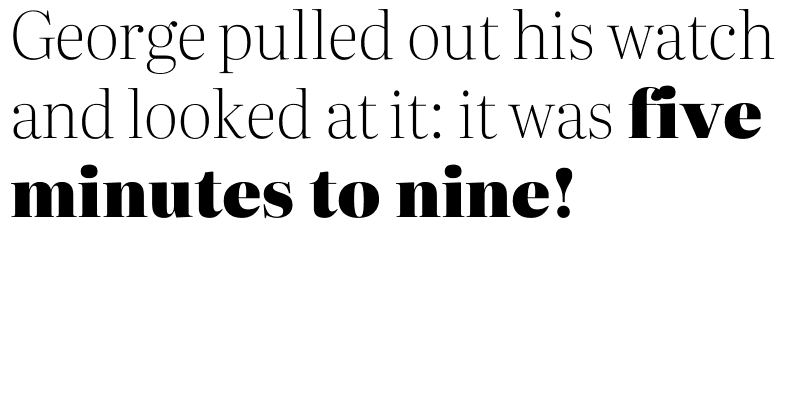 George pulled out his watch
and looked at it: it was five
minutes to nine!